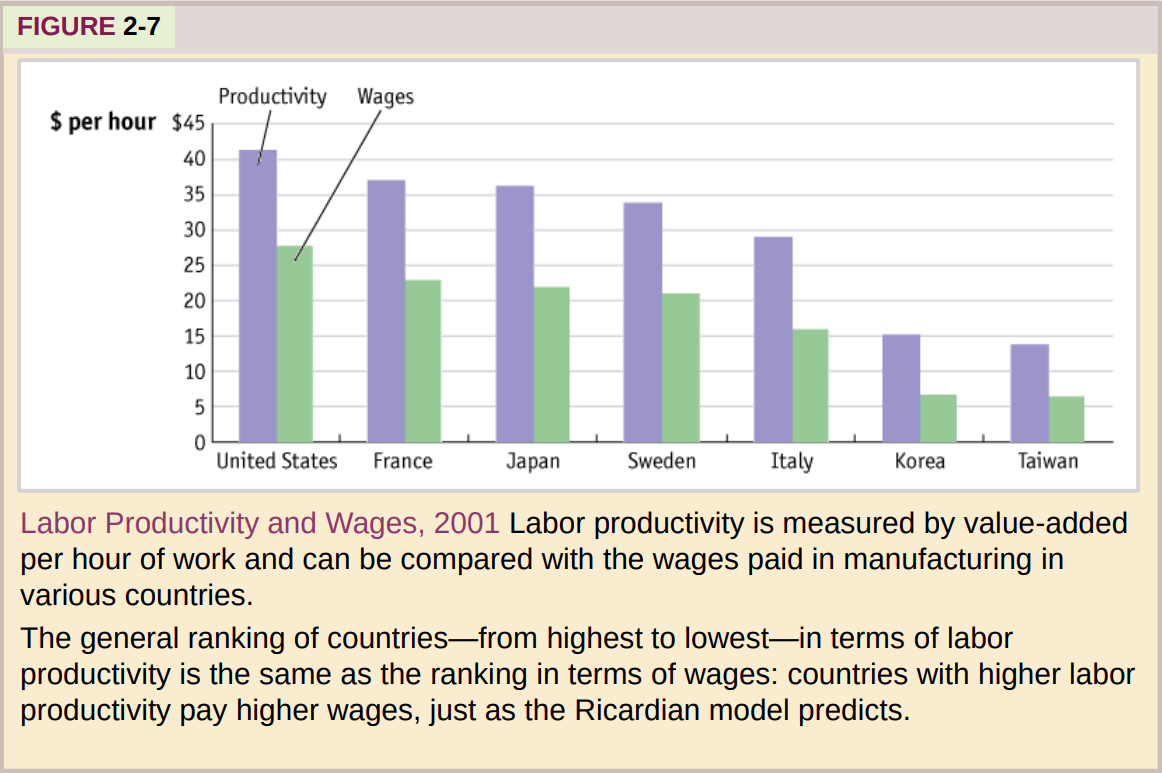 FIGURE 2-7
Productivity Wages
$ per hour $45
40
35
30
25
20
15
10
5
0
United States France Japan Sweden Italy Korea Taiwan
Labor Productivity and Wages, 2001 Labor productivity is measured by value-added
per hour of work and can be compared with the wages paid in manufacturing in
various countries.
The general ranking of countries—from highest to lowest—in terms of labor
productivity is the same as the ranking in terms of wages: countries with higher labor
productivity pay higher wages, just as the Ricardian model predicts.